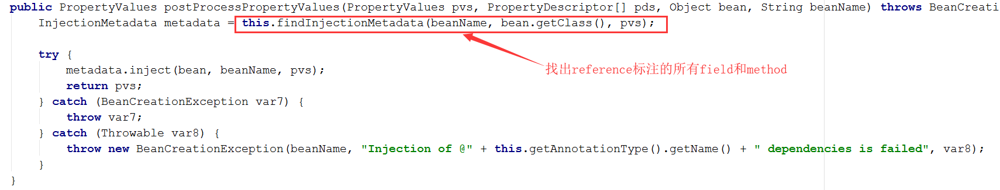 public PropertyValues postProcessPropertyValues(PropertyValues pvs, PropertyDescriptor[] pds, Object bean, String beanName) throws BeanCreati
InjectionMetadata metadata = this.findInjectionMetadata(beanName, bean.getClass(), pvs);
try {
metadata.inject(bean, beanName, pvs);
找出reference标注的所有field和method
return pvs;
} catch (BeanCreationException var7) {
throw var7;
} catch (Throwable var8) {
throw new BeanCreationException(beanName, "Injection of @" + this.getAnnotationType().getName() + " dependencies is failed", var8);
}
}